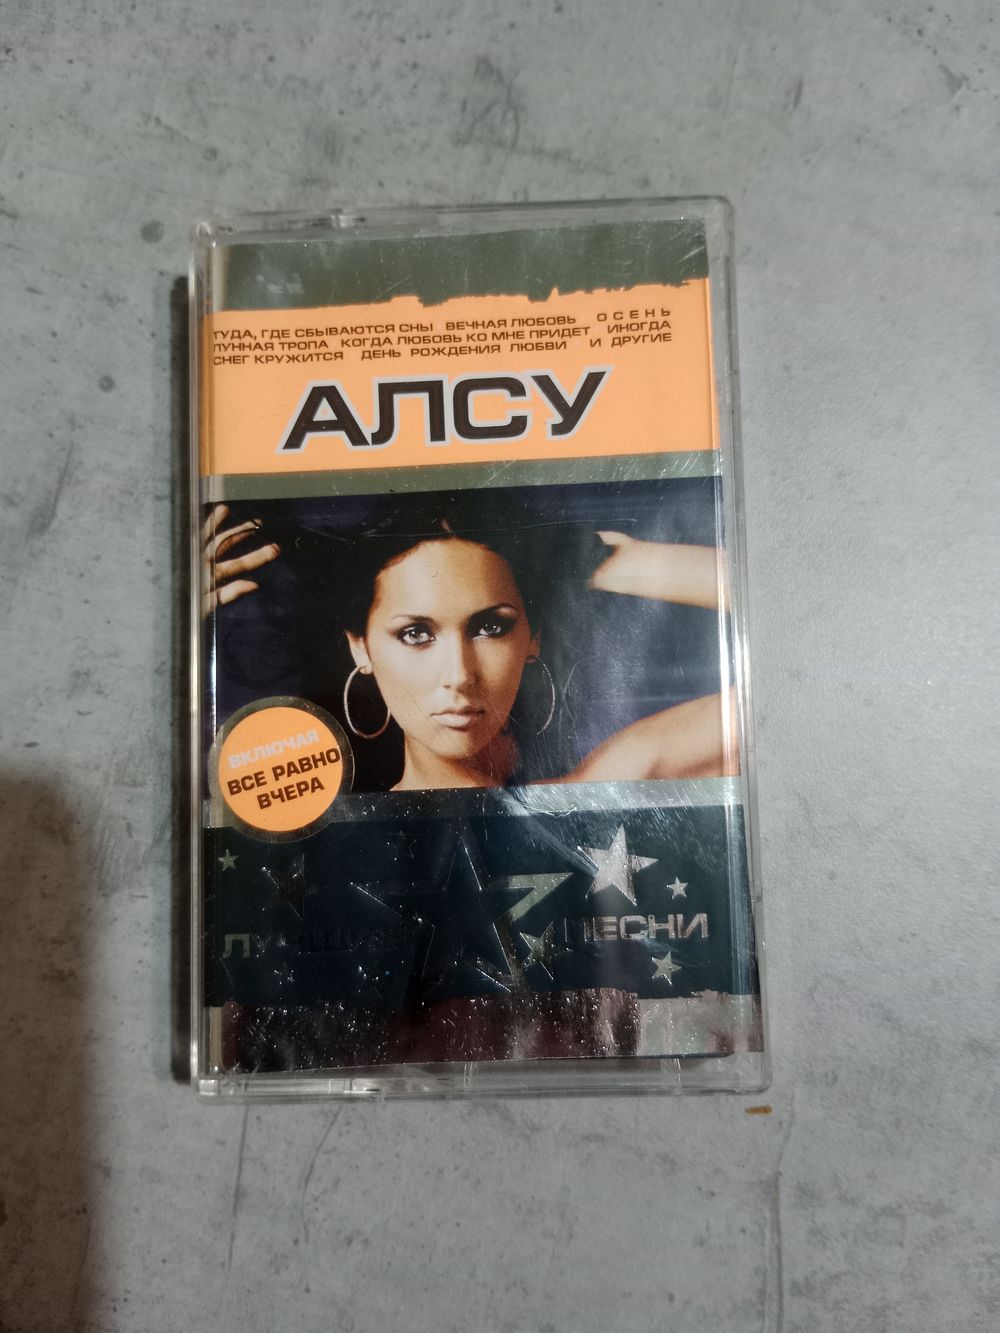 ТУДА, ГДЕ СБЫВАЮТСЯ СНЫ ВЕЧНАЯ ЛЮБОВЬ ОСЕНЬ
ЛУННАЯ ТРОПА КОГДА ЛЮБОВЬ КО МНЕ ПРИДЕТ ИНОГДА
СНЕГ КРУЖИТСЯ ДЕНЬ РОЖДЕНИЯ ЛЮБВИ И ДРУГИЕ
АЛСУ
ВКЛЮЧАЯ
ВСЕ РАВНО
ВЧЕРА
ЛУЧШИЕ ПЕСНИ